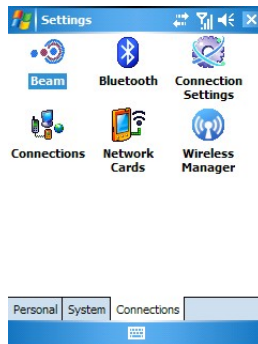 Settings
Beam Bluetooth Connection
Settings
Connections Network Wireless
Cards Manager
Personal System Connections